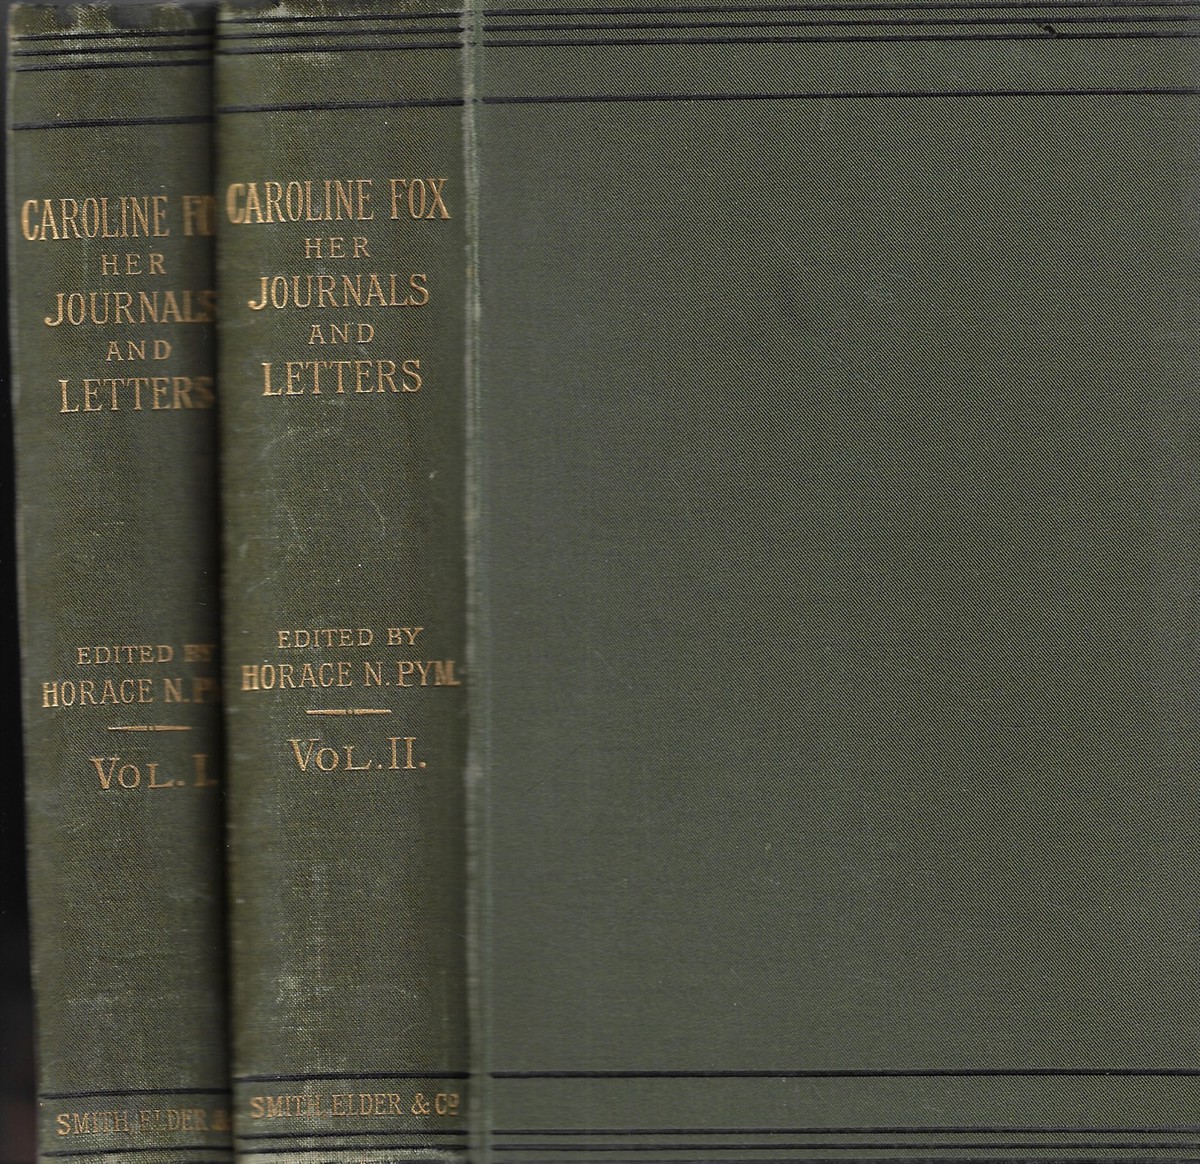 CAROLINE
HER
JOURNALS
AND
LETTERS
EDITED
HORACE N.
VOL. I.
SMITH, ELDER &
CAROLINE FOX
HER
JOURNALS
AND
LETTERS
EDITED BY
HORACE N. PYM.
VOL. II.
SMITH, ELDER & Co